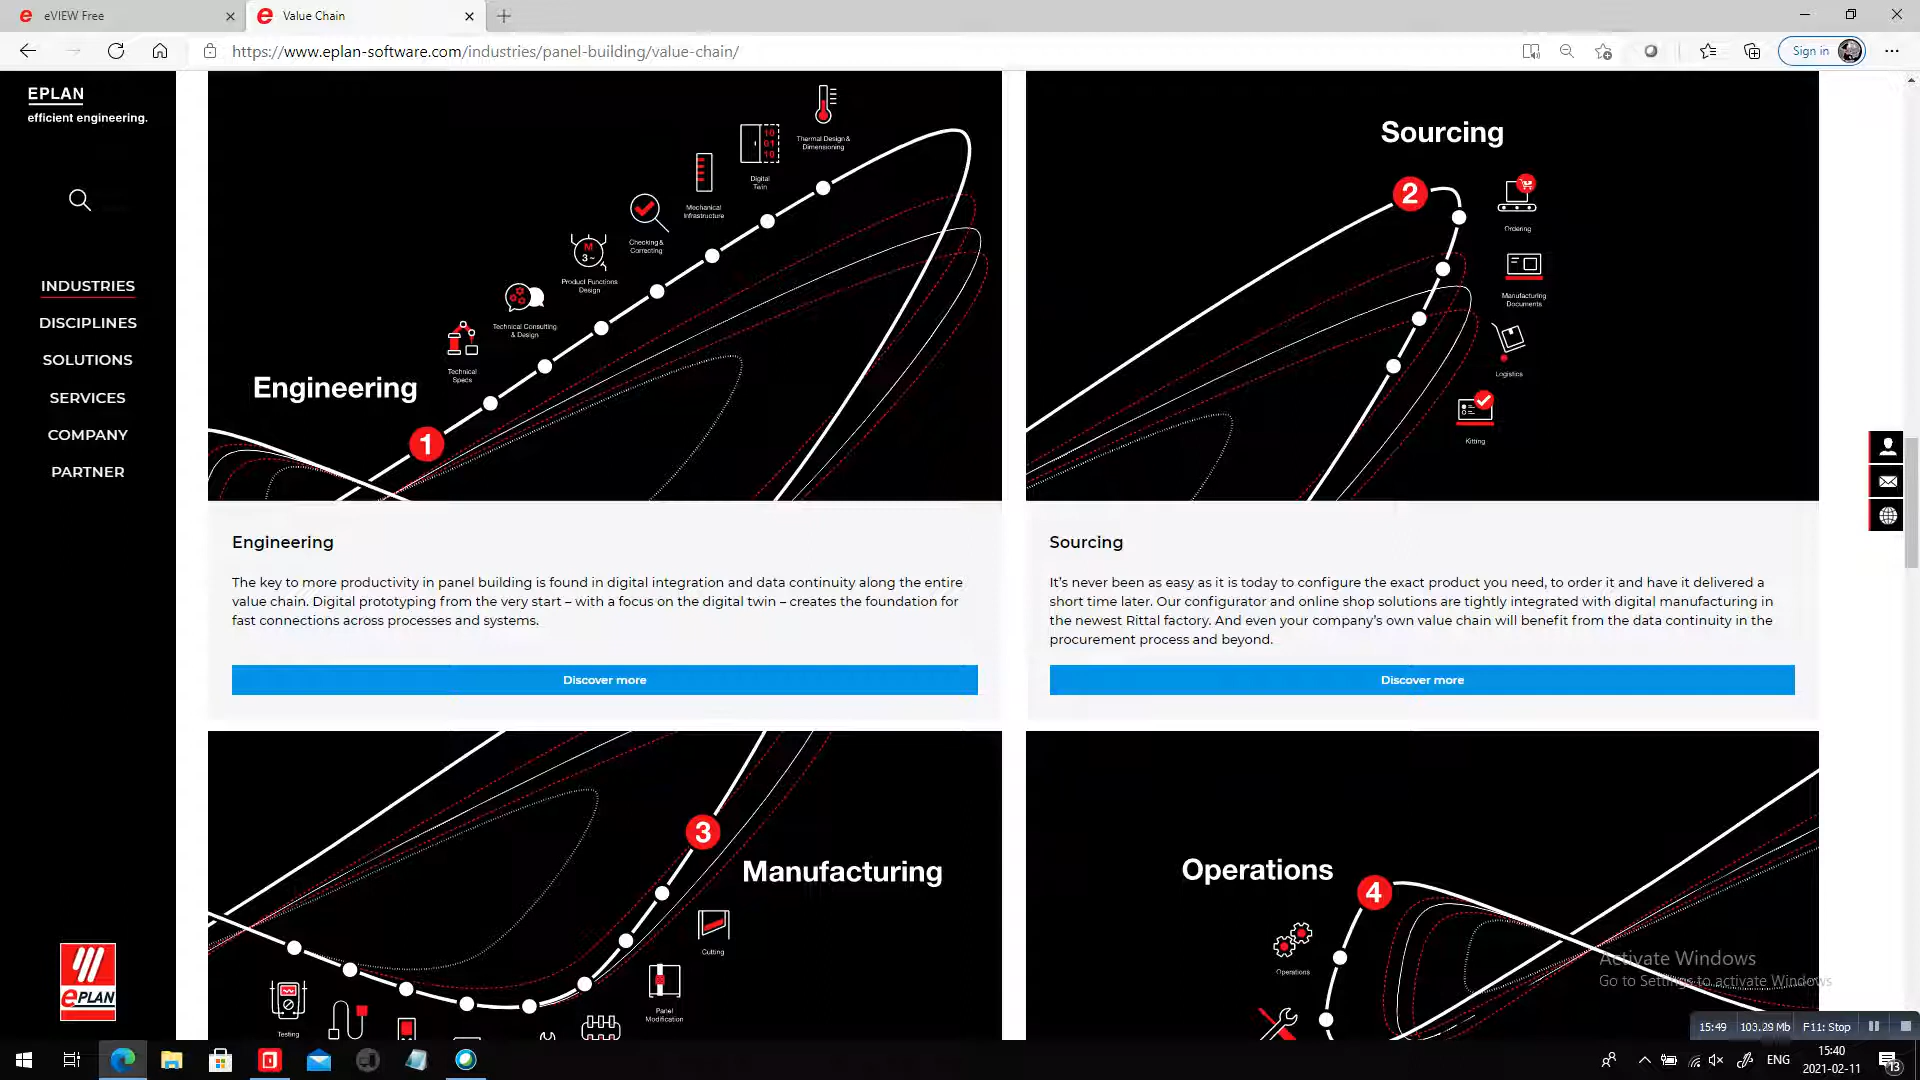 eVIEW Free
Value Chain
https://www.eplan-software.com/industries/panel-building/value-chain/
Sign in
EPLAN
efficient engineering.
INDUSTRIES
DISCIPLINES
SOLUTIONS
SERVICES
COMPANY
PARTNER
ePLAN
Thermal Design &
Dimensioning
10
01
10
Digital
Twin
Mechanical
Infrastructure
Checking &
Correcting
M
3~
Product Functions
Design
Technical Consulting
& Design
Technical
Specs
Engineering
1
Sourcing
2
Ordering
Manufacturing
Documents
Logistics
Kitting
Engineering
The key to more productivity in panel building is found in digital integration and data continuity along the entire
value chain. Digital prototyping from the very start – with a focus on the digital twin – creates the foundation for
fast connections across processes and systems.
Discover more
Sourcing
It's never been as easy as it is today to configure the exact product you need, to order it and have it delivered a
short time later. Our configurator and online shop solutions are tightly integrated with digital manufacturing in
the newest Rittal factory. And even your company's own value chain will benefit from the data continuity in the
procurement process and beyond.
Discover more
3
Manufacturing
Cutting
Panel
Modification
Testing
Operations
4
Operations
Activate Windows
Go to Settings to activate Windows
15:49
103.29 Mb
F11: Stop
ENG
15:40
2021-02-11
13